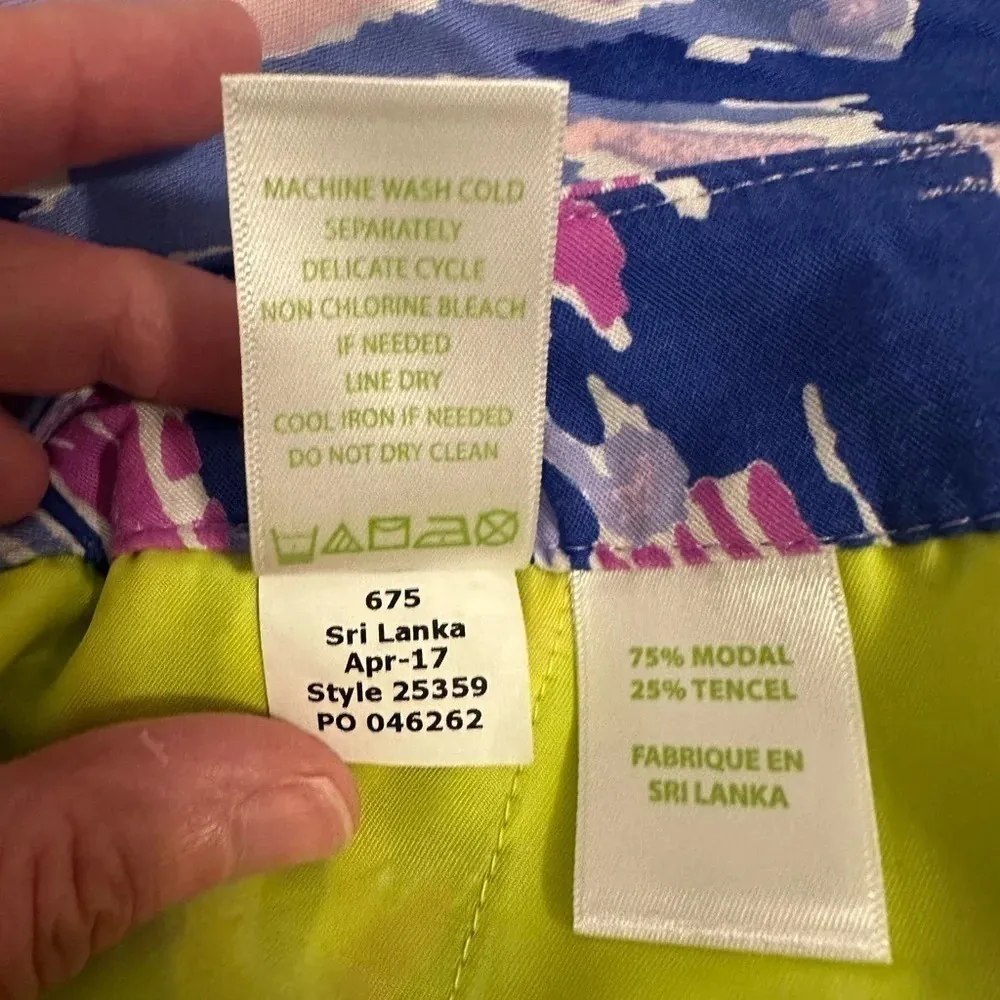 MACHINE WASH COLD
SEPARATELY
DELICATE CYCLE
NON CHLORINE BLEACH
IF NEEDED
LINE DRY
COOL IRON IF NEEDED
DO NOT DRY CLEAN
675
Sri Lanka
Apr-17
Style 25359
PO 046262
75% MODAL
25% TENCEL
FABRIQUE EN
SRI LANKA